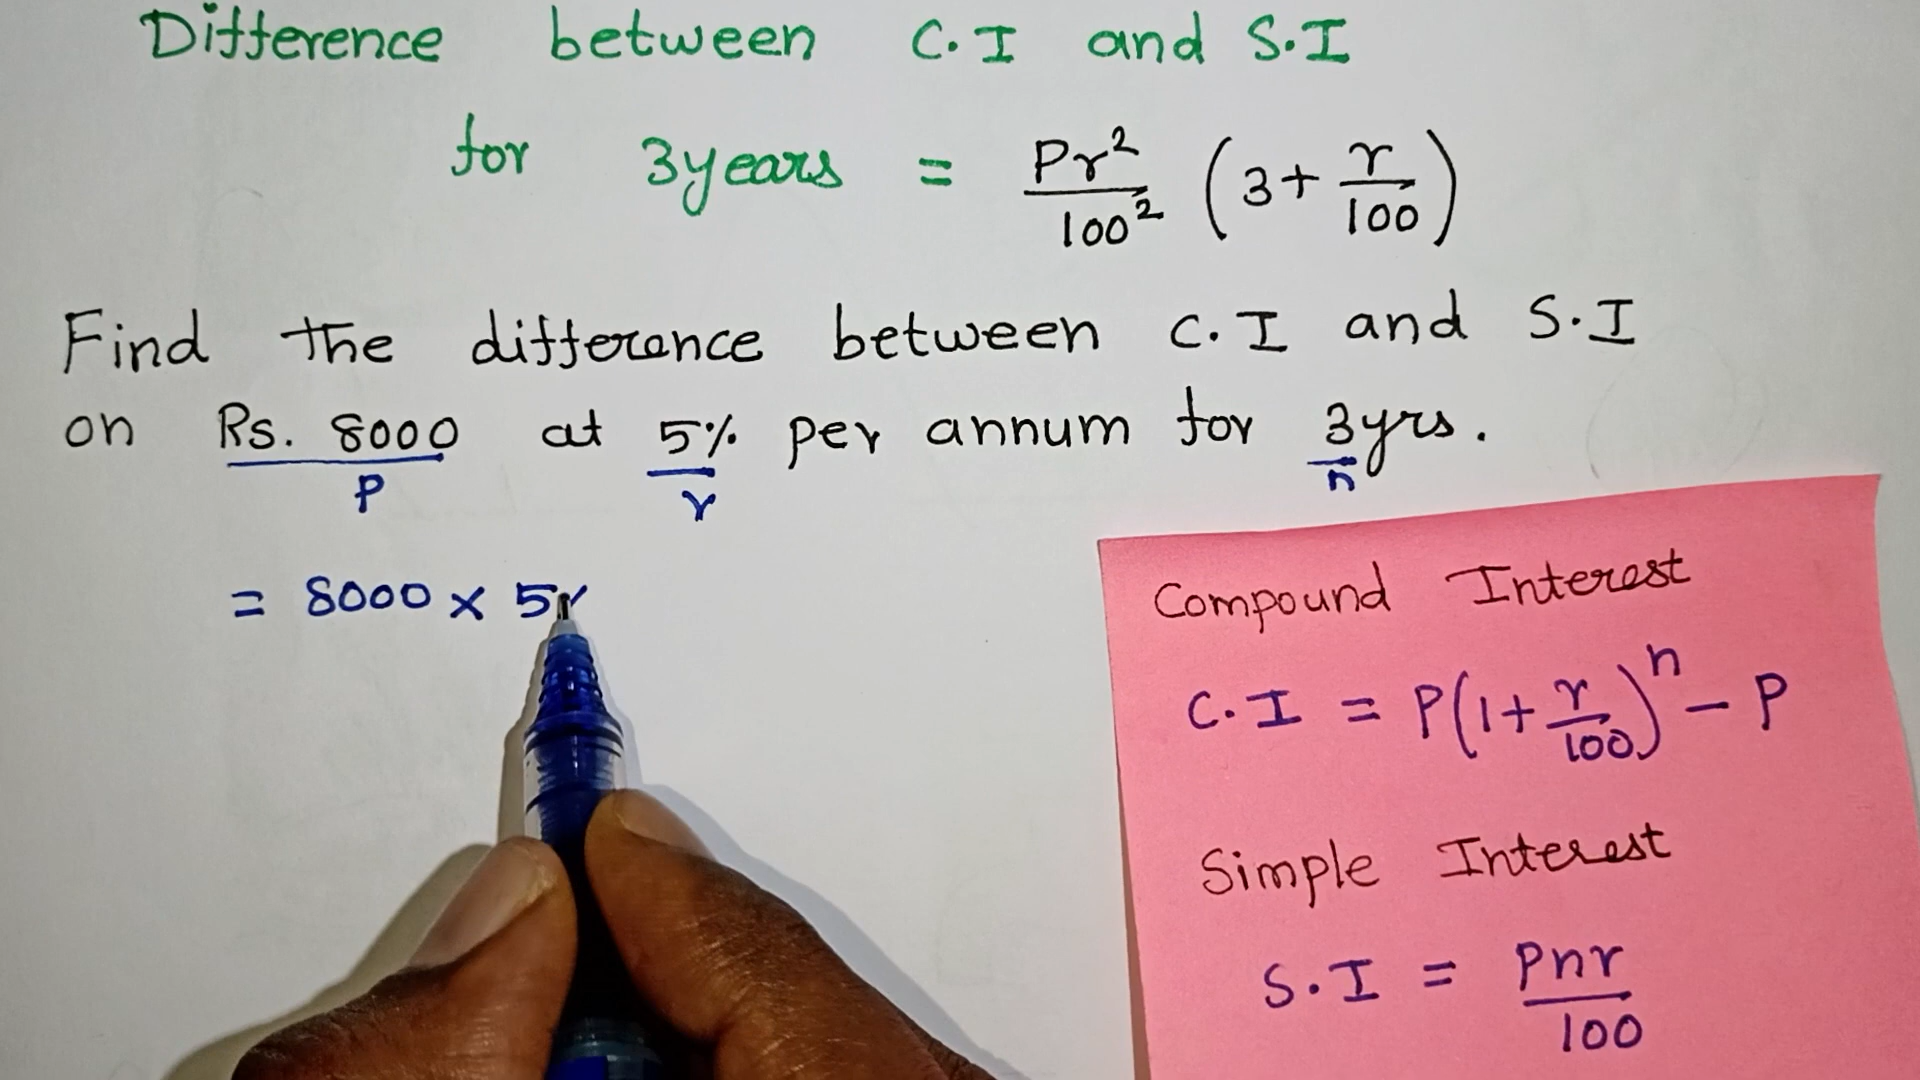 Difference between C.I and S.I
for 3years = Pr²/100² (3 + r/100)
Find the difference between C.I and S.I
on Rs. 8000 at 5% per annum for 3yrs.
P r n
= 8000 × 5×
Compound Interest
C.I = P(1 + r/100)ⁿ – P
Simple Interest
S.I = Pnr/100